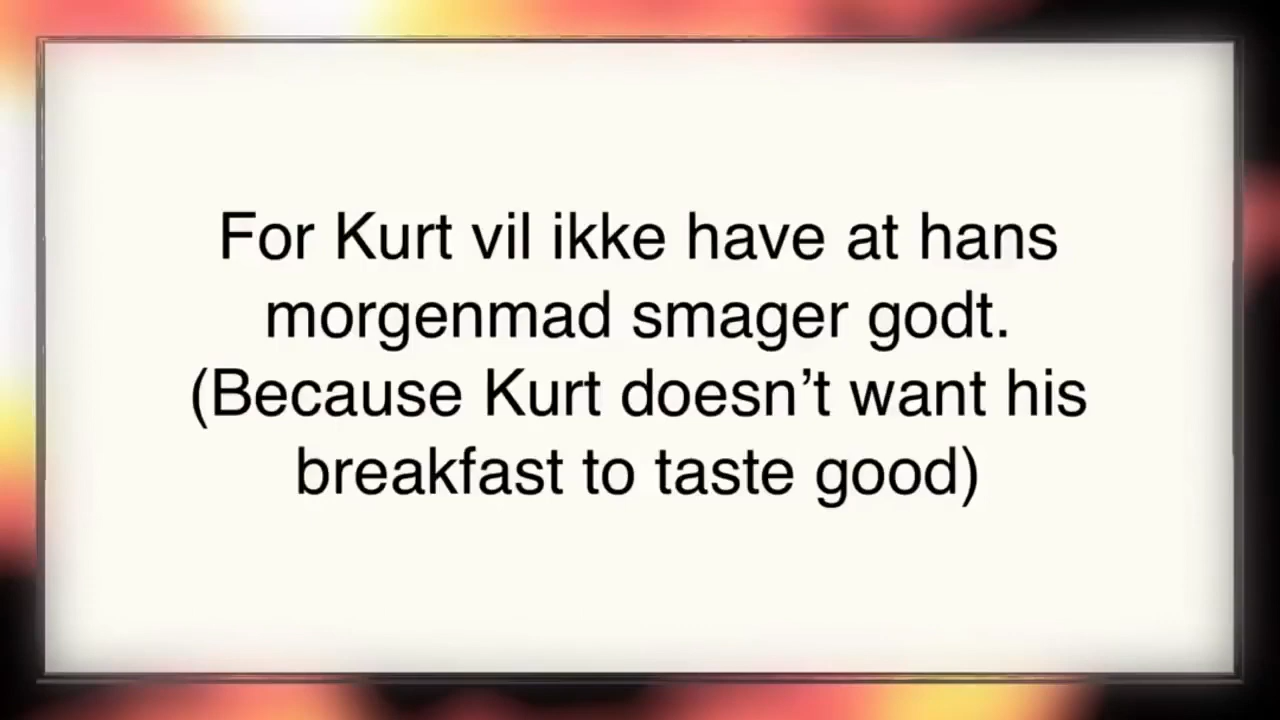 For Kurt vil ikke have at hans
morgenmad smager godt.
(Because Kurt doesn’t want his
breakfast to taste good)